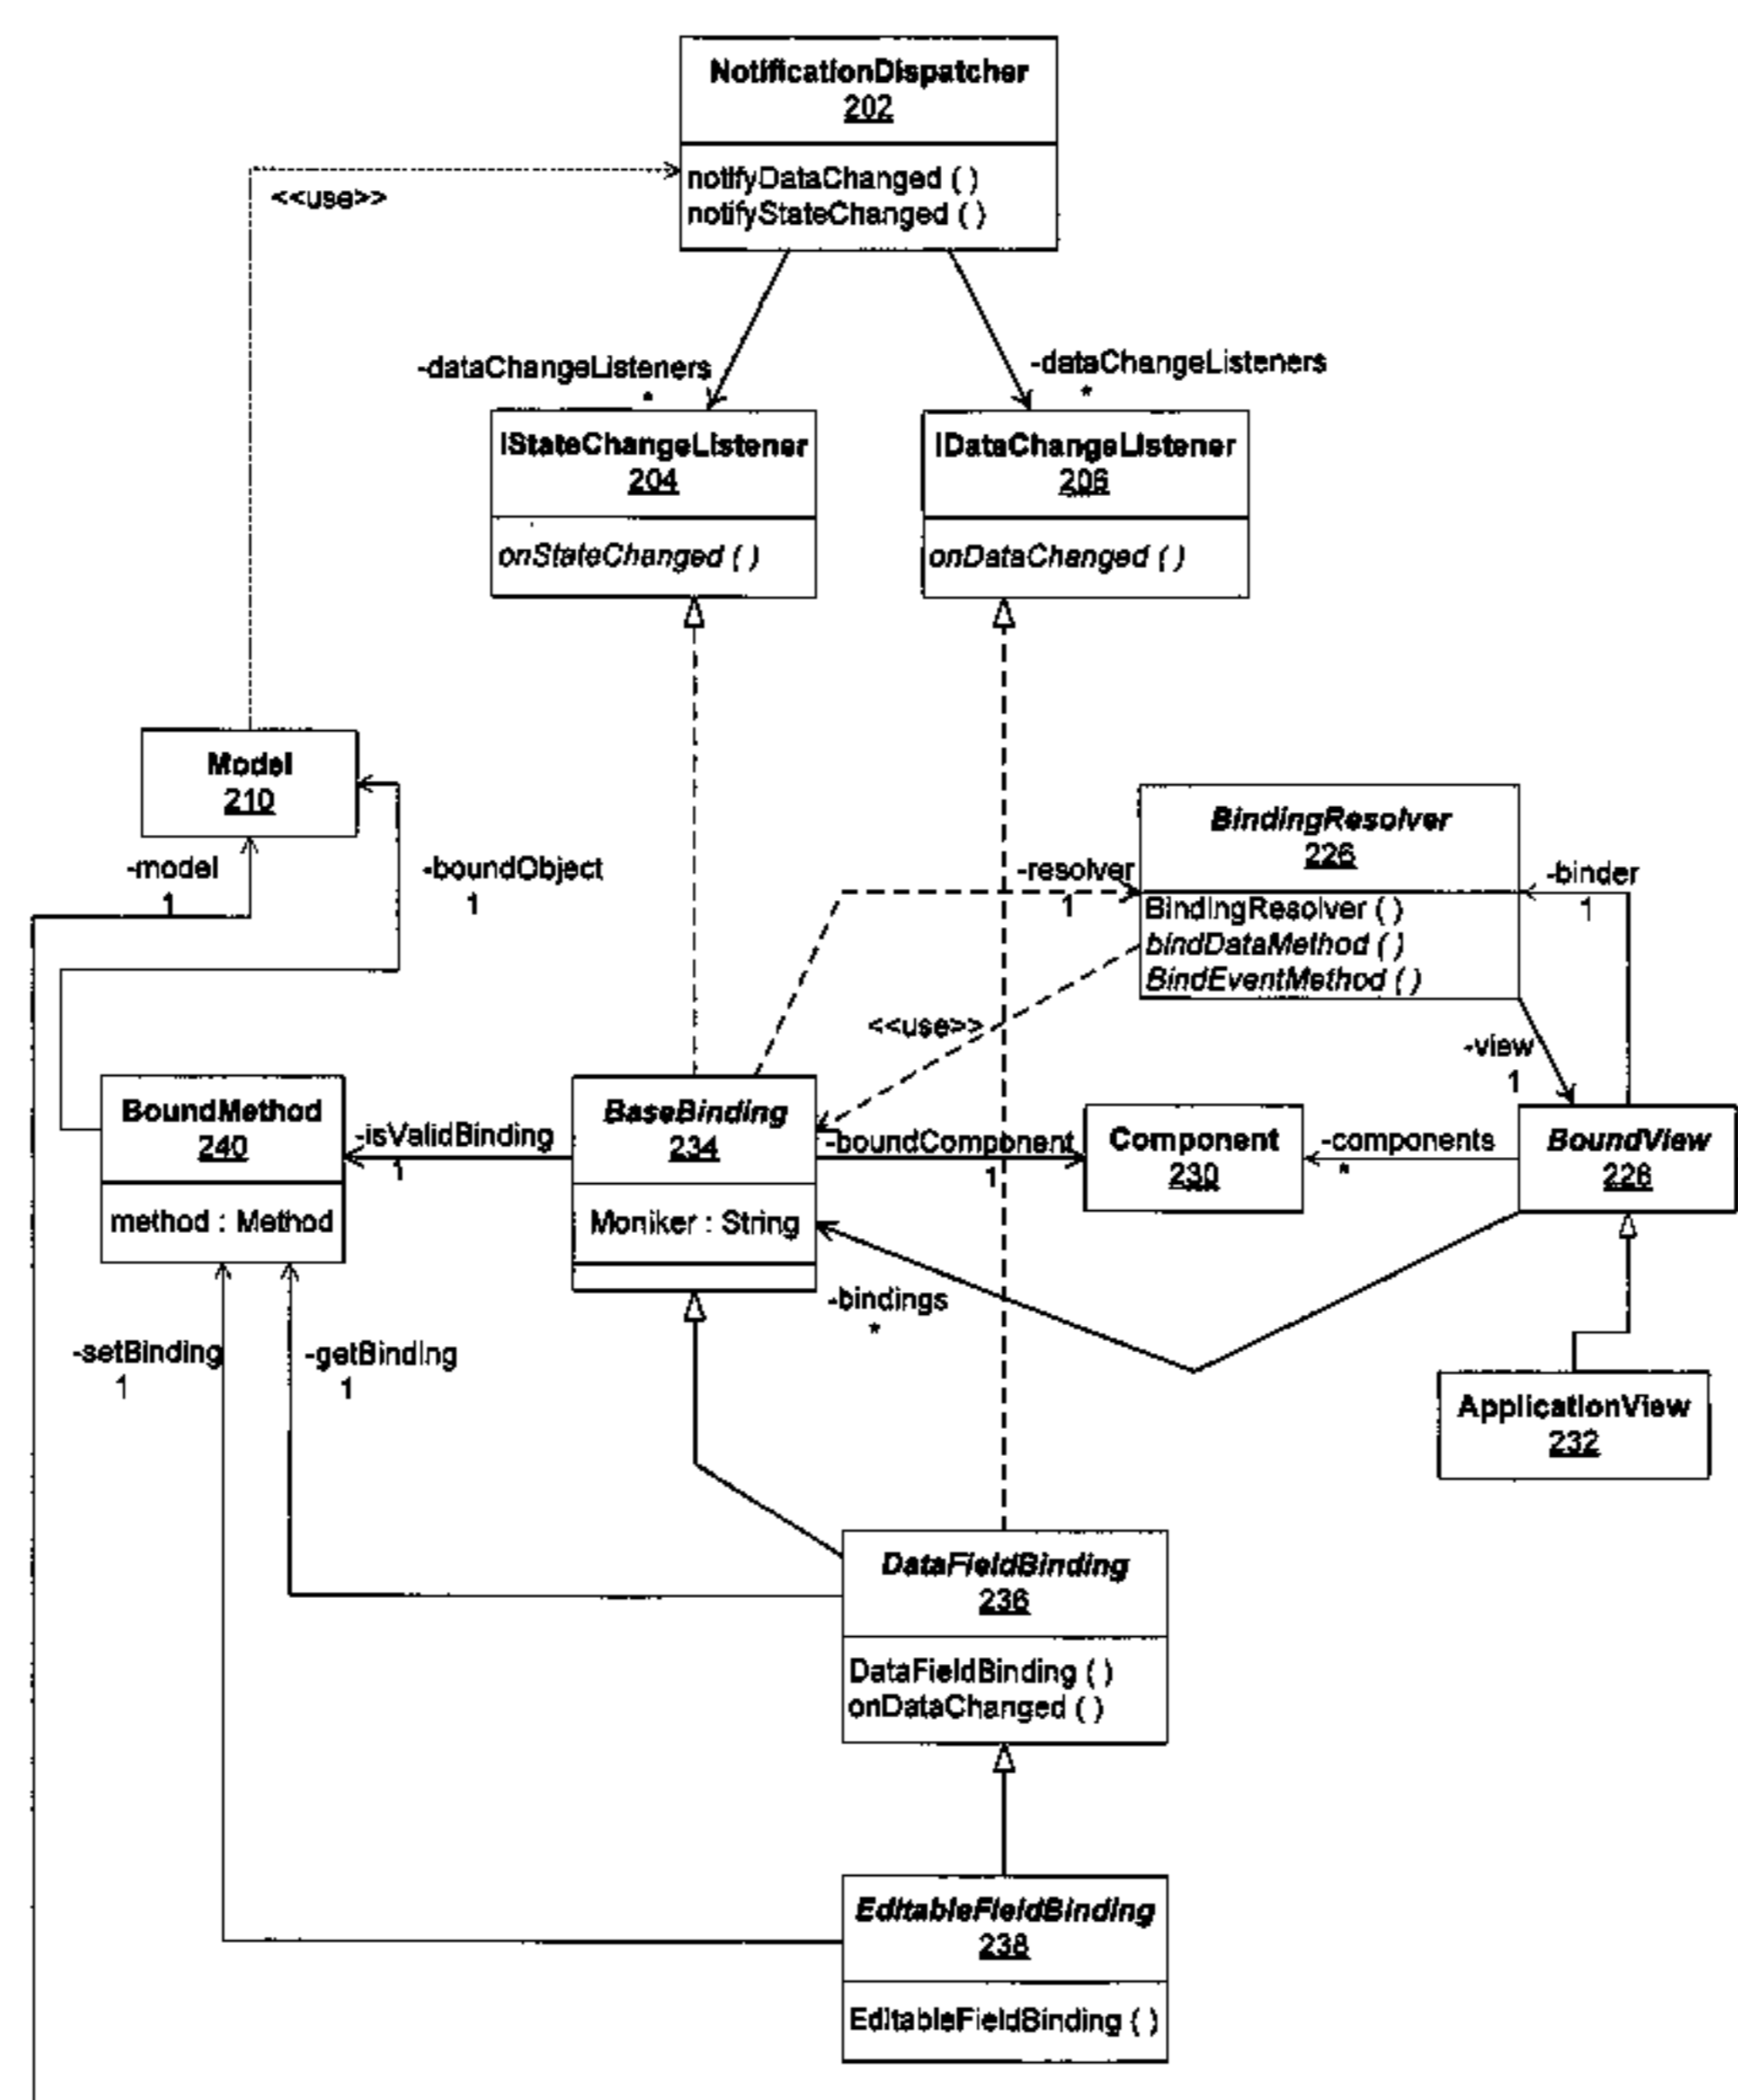 NotificationDispatcher
202
notifyDataChanged ( )
notifyStateChanged ( )
<<use>>
-dataChangeListeners
*
-dataChangeListeners
*
IStateChangeListener
204
onStateChanged ( )
IDataChangeListener
206
onDataChanged ( )
Model
210
-model
1
-boundObject
1
-resolver
1
BindingResolver
226
BindingResolver ( )
bindDataMethod ( )
BindEventMethod ( )
-binder
1
<<use>>
-view
1
BoundMethod
240
method : Method
-isValidBinding
1
BaseBinding
234
Moniker : String
-boundComponent
1
Component
230
-components
*
BoundView
228
-bindings
*
-setBinding
1
-getBinding
1
ApplicationView
232
DataFieldBinding
236
DataFieldBinding ( )
onDataChanged ( )
EditableFieldBinding
238
EditableFieldBinding ( )